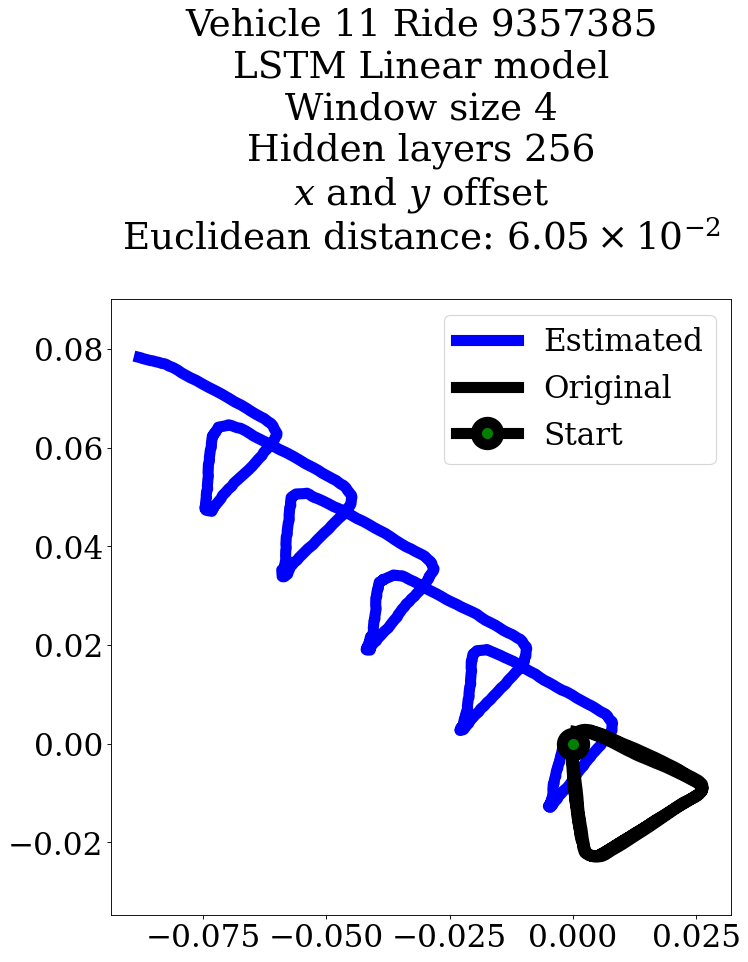 Vehicle 11 Ride 9357385
LSTM Linear model
Window size 4
Hidden layers 256
x and y offset
Euclidean distance: 6.05 × 10⁻²
Estimated
Original
Start
0.08
0.06
0.04
0.02
0.00
−0.02
−0.075 −0.050 −0.025 0.000 0.025